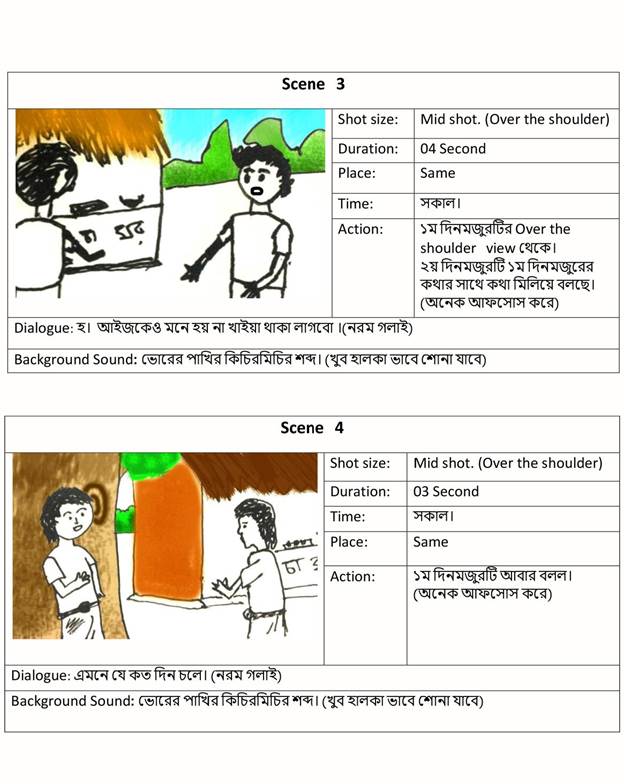 Scene 3
Shot size: Mid shot. (Over the shoulder)
Duration: 04 Second
Place: Same
Time: সকাল।
Action: ১ম দিনমজুরটির Over the
shoulder view থেকে।
২য় দিনমজুরটি ১ম দিনমজুরের
কথার সাথে কথা মিলিয়ে বলছে।
(অনেক আফসোস করে)
Dialogue: হ। আইজকেও মনে হয় না খাইয়া থাকা লাগবো ।(নরম গলাই)
Background Sound: ভোরের পাখির কিচিরমিচির শব্দ। (খুব হালকা ভাবে শোনা যাবে)
Scene 4
Shot size: Mid shot. (Over the shoulder)
Duration: 03 Second
Time: সকাল।
Place: Same
Action: ১ম দিনমজুরটি আবার বলল।
(অনেক আফসোস করে)
চা
Dialogue: এমনে যে কত দিন চলে। (নরম গলাই)
Background Sound: ভোরের পাখির কিচিরমিচির শব্দ। (খুব হালকা ভাবে শোনা যাবে)